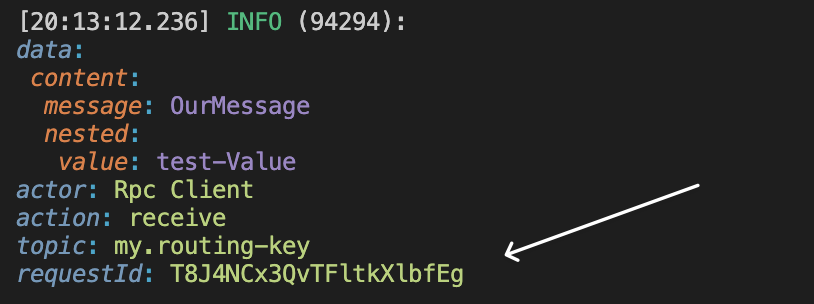 [20:13:12.236] INFO (94294):
data:
content:
message: OurMessage
nested:
value: test-Value
actor: Rpc Client
action: receive
topic: my.routing-key
requestId: T8J4NCx3QvTFltkXlbfEg